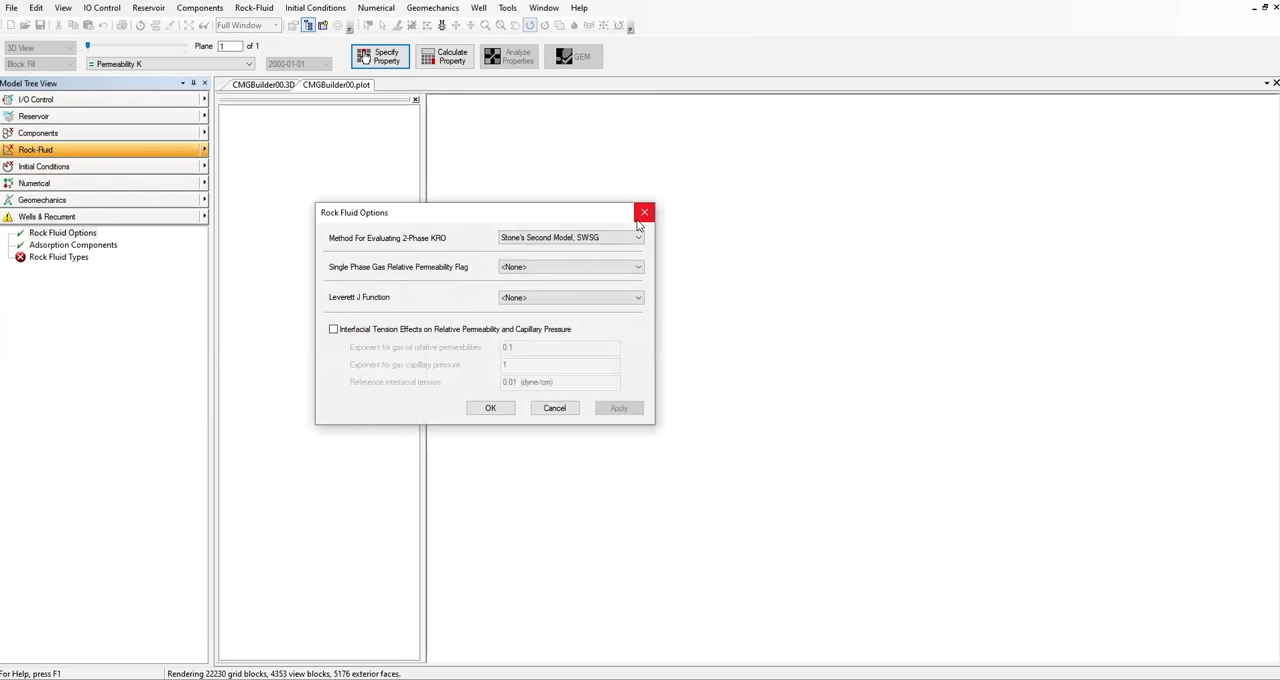 File Edit View IO Control Reservoir Components Rock-Fluid Initial Conditions Numerical Geomechanics Well Tools Window Help
Full Window
3D View Plane 1 of 1
Block Fill = Permeability K 2000-01-01
Specify Property
Calculate Property
Analyze Properties
GEM
Model Tree View
CMGBuilder00.3D CMGBuilder00.plot
I/O Control
Reservoir
Components
Rock-Fluid
Initial Conditions
Numerical
Geomechanics
Wells & Recurrent
Rock Fluid Options
Adsorption Components
Rock Fluid Types
Rock Fluid Options
Method For Evaluating 2-Phase KRO Stone's Second Model, SWSG
Single Phase Gas Relative Permeability Flag <None>
Leverett J Function <None>
Interfacial Tension Effects on Relative Permeability and Capillary Pressure
Exponent for gas-oil relative permeabilities 0.1
Exponent for gas capillary pressure 1
Reference interfacial tension 0.01 (dyne/cm)
OK Cancel Apply
For Help, press F1 Rendering 22230 grid blocks, 4353 view blocks, 5176 exterior faces.